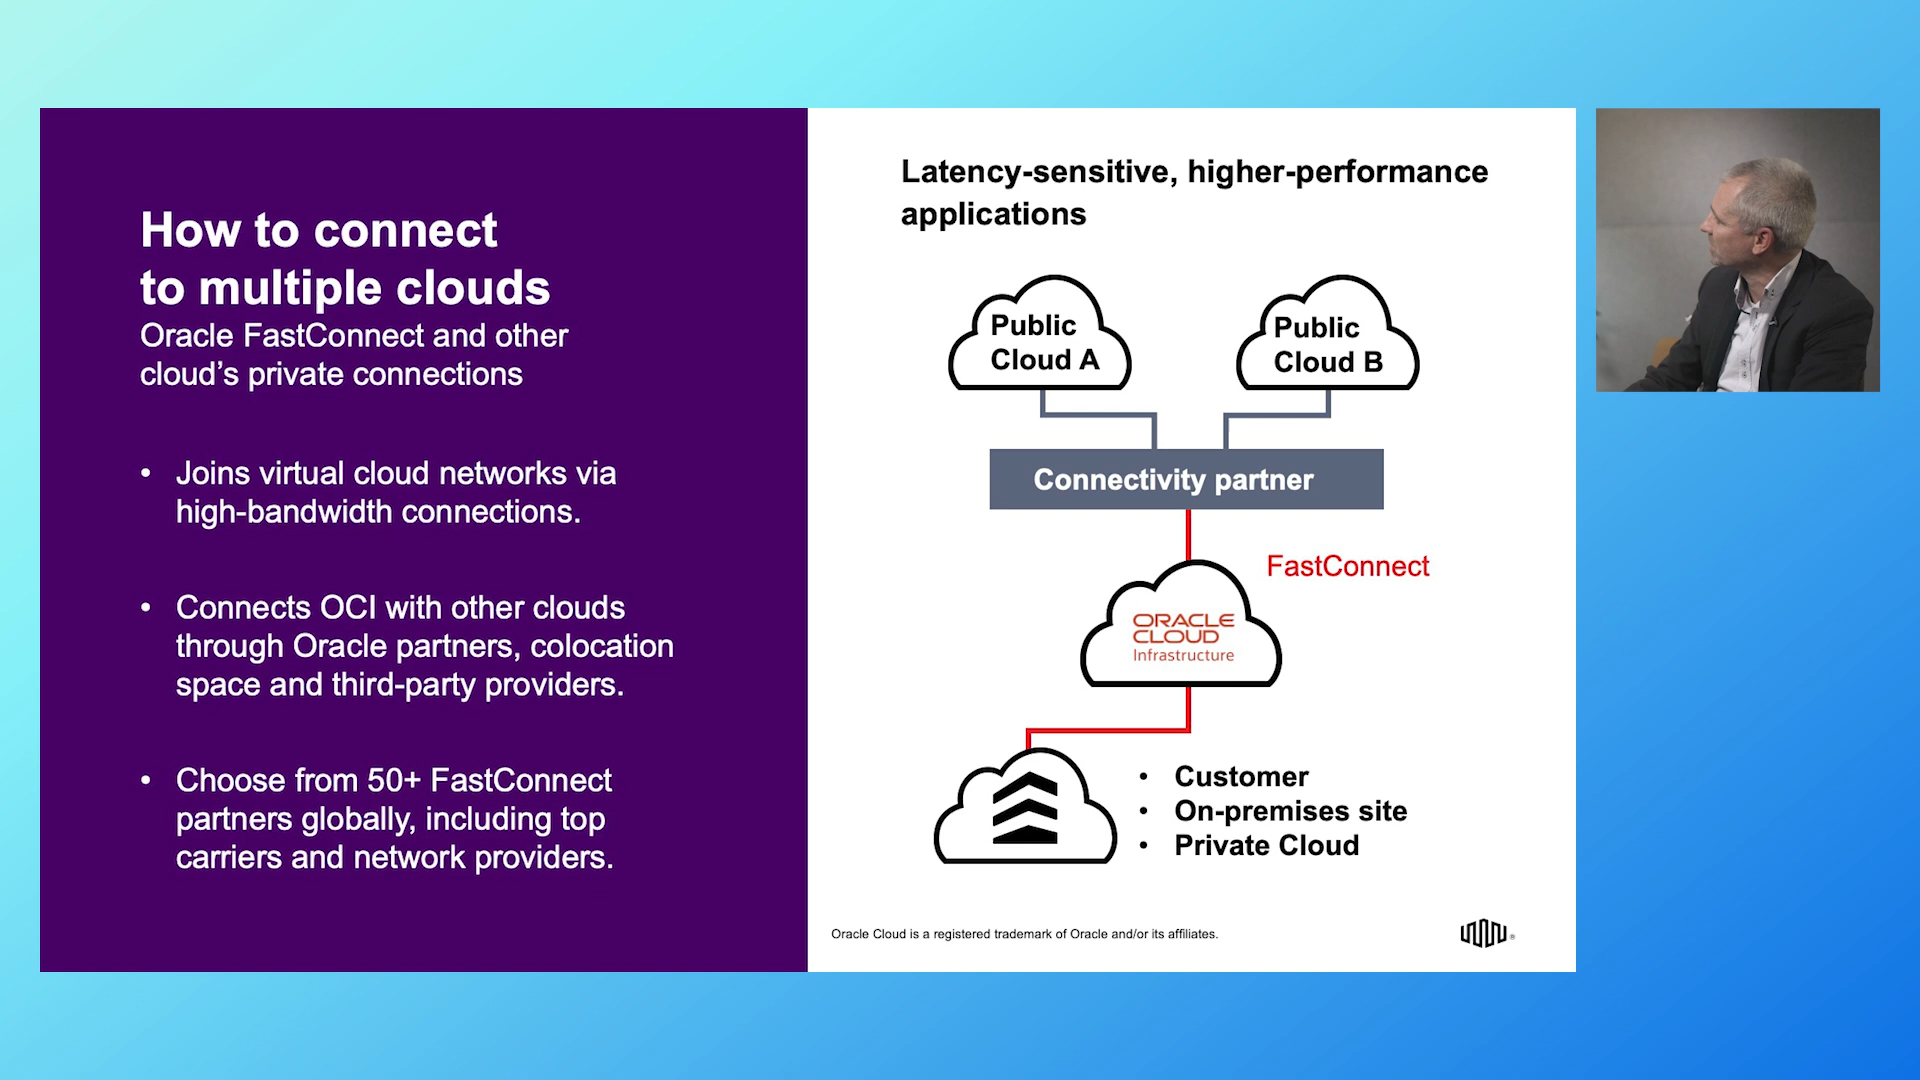 How to connect
to multiple clouds
Oracle FastConnect and other
cloud’s private connections
• Joins virtual cloud networks via
high-bandwidth connections.
• Connects OCI with other clouds
through Oracle partners, colocation
space and third-party providers.
• Choose from 50+ FastConnect
partners globally, including top
carriers and network providers.
Latency-sensitive, higher-performance
applications
Public
Cloud A
Public
Cloud B
Connectivity partner
FastConnect
ORACLE
CLOUD
Infrastructure
• Customer
• On-premises site
• Private Cloud
Oracle Cloud is a registered trademark of Oracle and/or its affiliates.
®